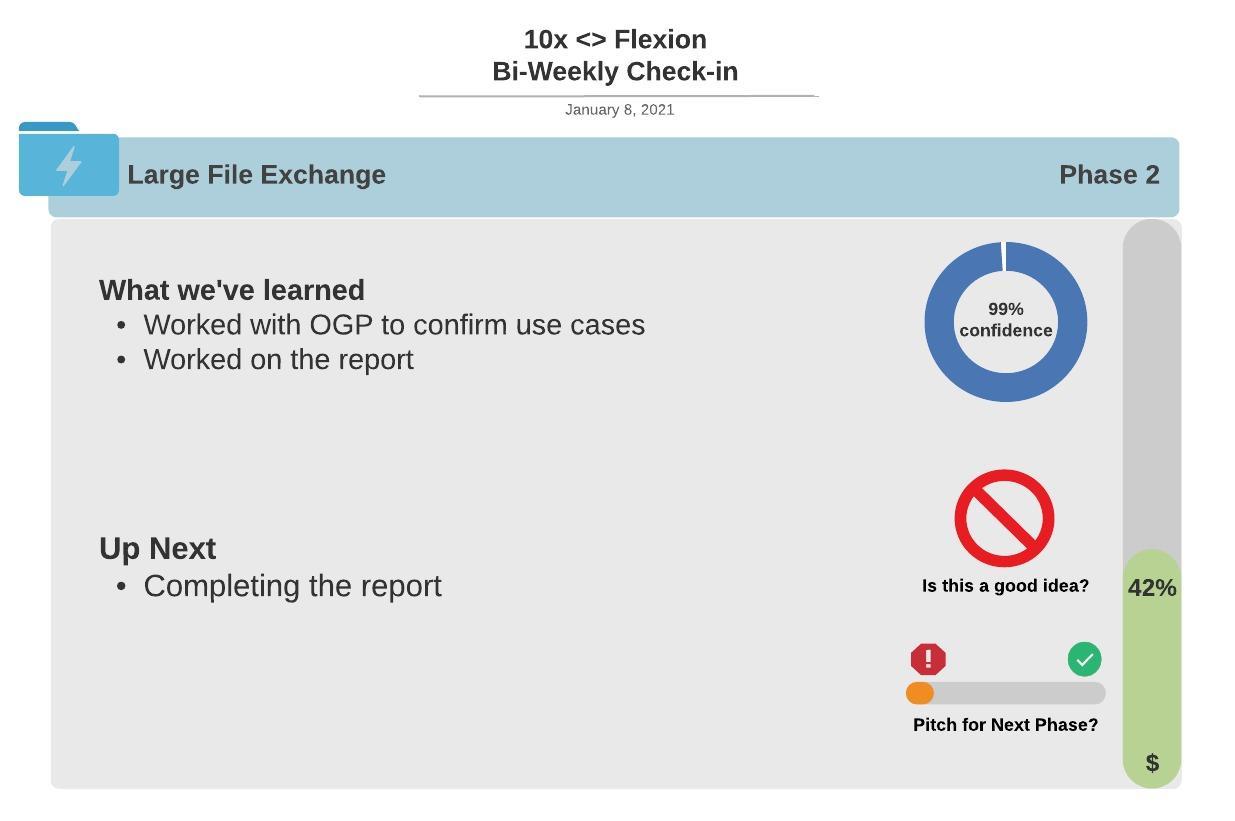 10x <> Flexion
Bi-Weekly Check-in
January 8, 2021
Large File Exchange
Phase 2
What we've learned
• Worked with OGP to confirm use cases
• Worked on the report
99%
confidence
Up Next
• Completing the report
Is this a good idea?
42%
!
Pitch for Next Phase?
$